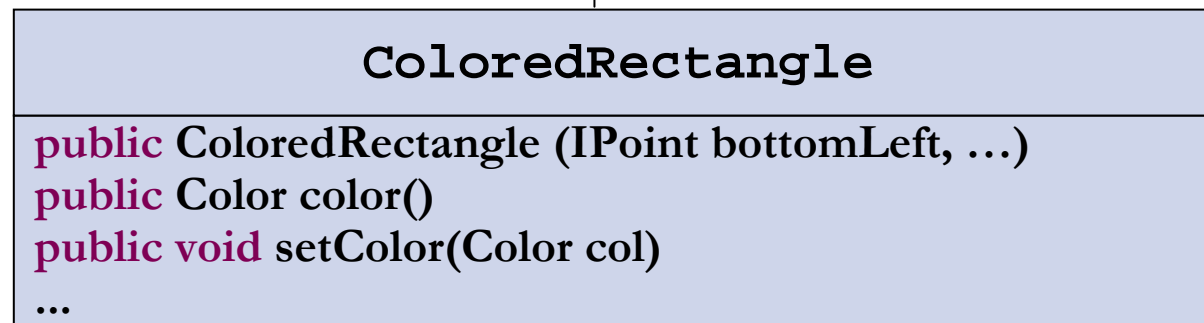 ColoredRectangle
public ColoredRectangle (IPoint bottomLeft, …)
public Color color()
public void setColor(Color col)
...